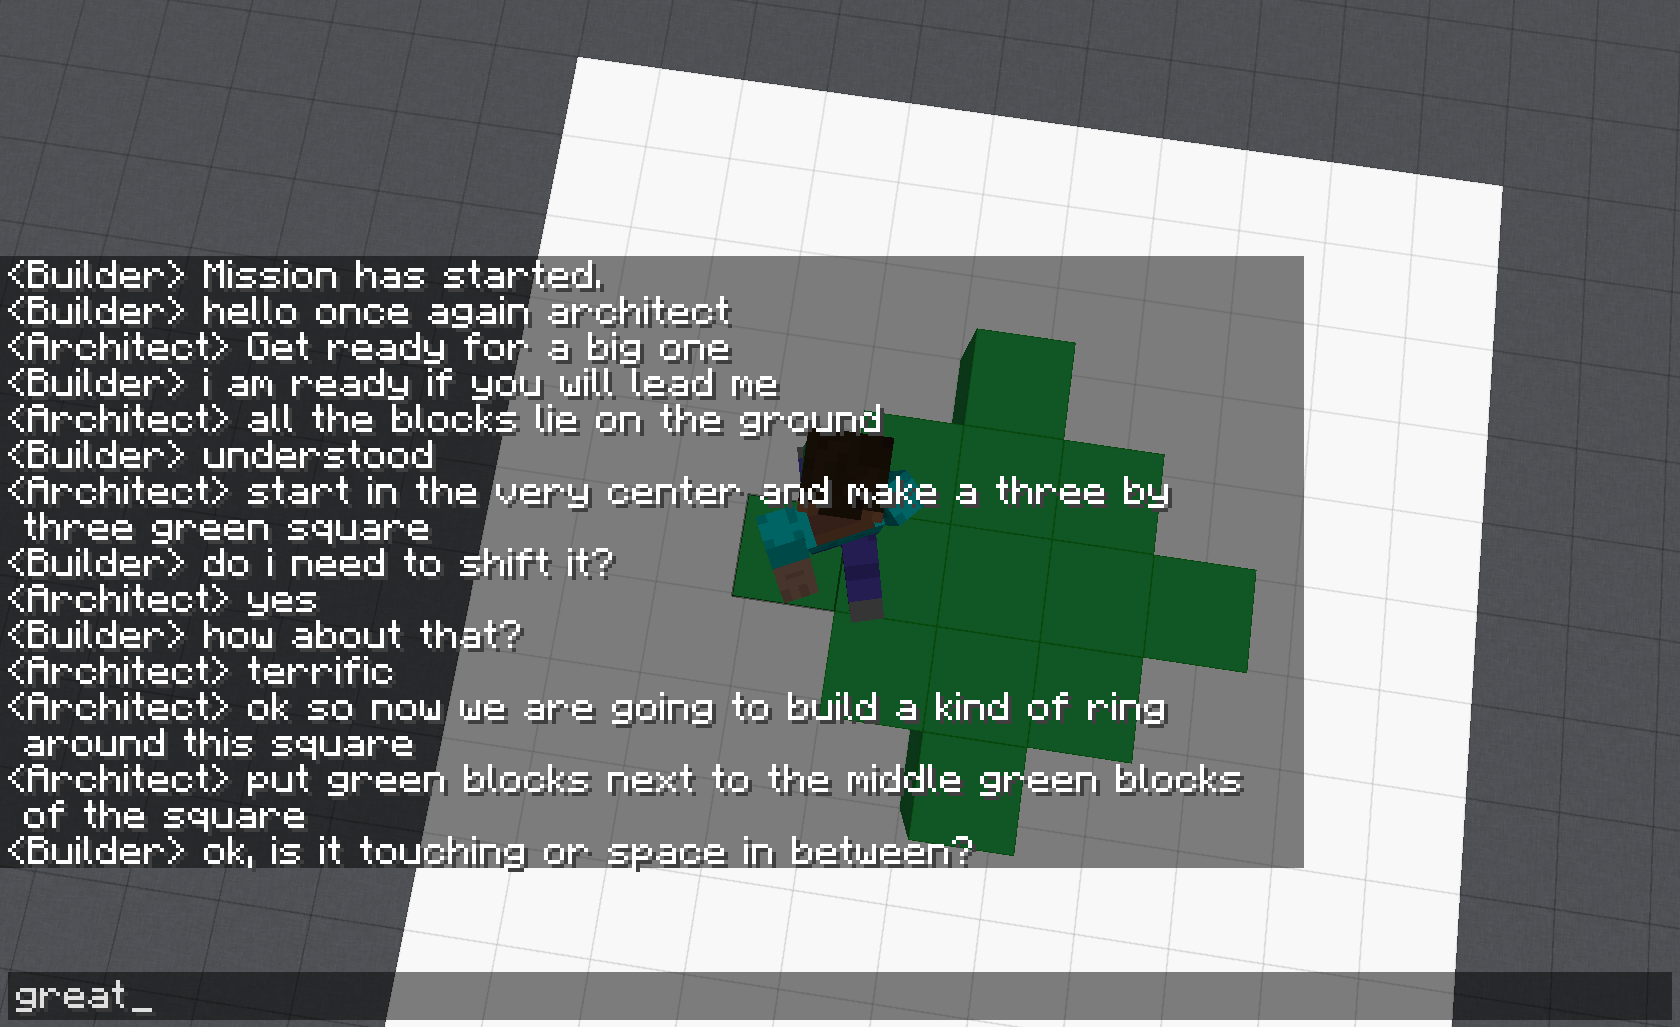 <Builder> Mission has started.
<Builder> hello once again architect
<Architect> Get ready for a big one
<Builder> i am ready if you will lead me
<Architect> all the blocks lie on the ground
<Builder> understood
<Architect> start in the very center and make a three by
three green square
<Builder> do i need to shift it?
<Architect> yes
<Builder> how about that?
<Architect> terrific
<Architect> ok so now we are going to build a kind of ring
around this square
<Architect> put green blocks next to the middle green blocks
of the square
<Builder> ok, is it touching or space in between?
great_